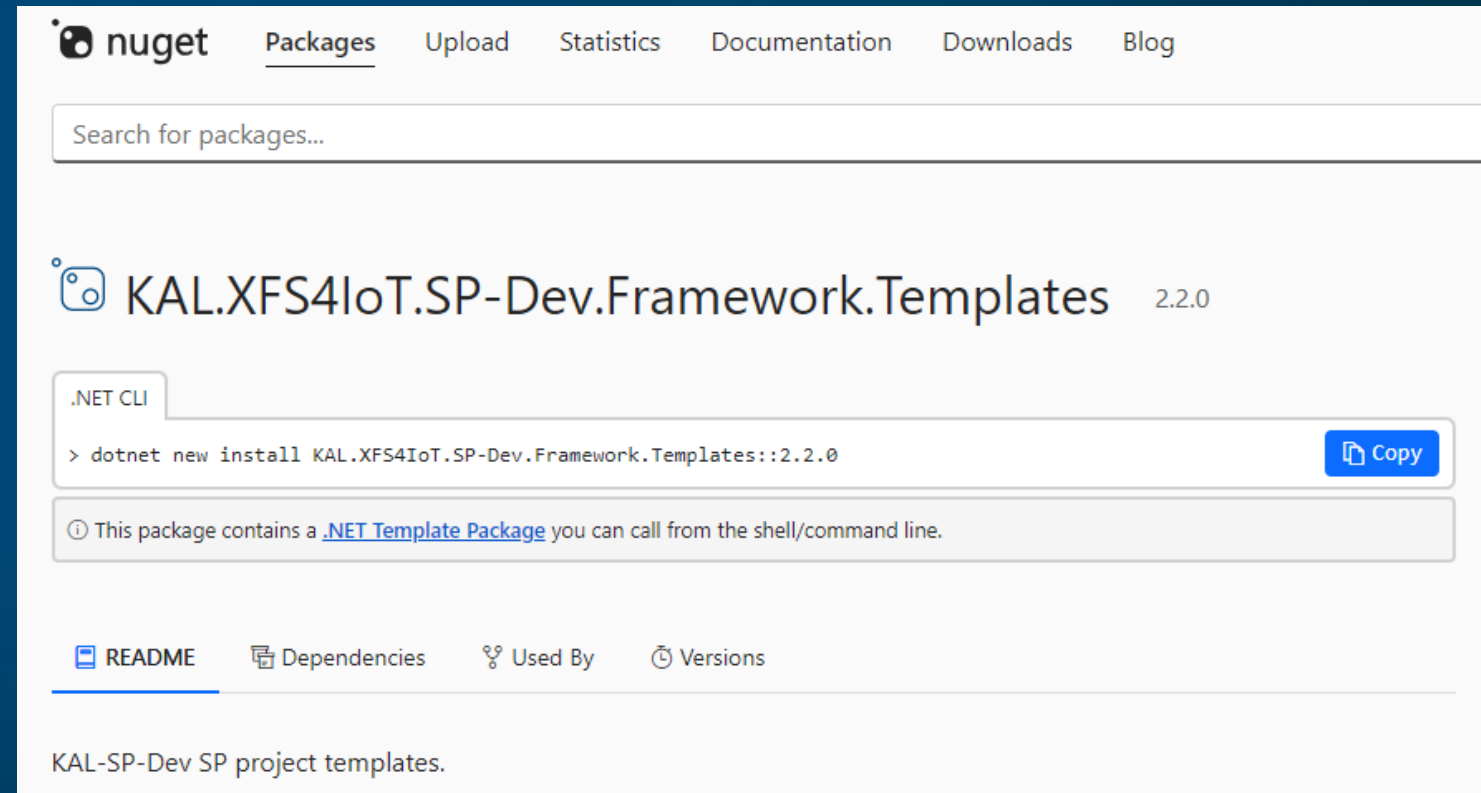 nuget Packages Upload Statistics Documentation Downloads Blog
Search for packages...
KAL.XFS4IoT.SP-Dev.Framework.Templates 2.2.0
.NET CLI
> dotnet new install KAL.XFS4IoT.SP-Dev.Framework.Templates::2.2.0 Copy
This package contains a .NET Template Package you can call from the shell/command line.
README Dependencies Used By Versions
KAL-SP-Dev SP project templates.